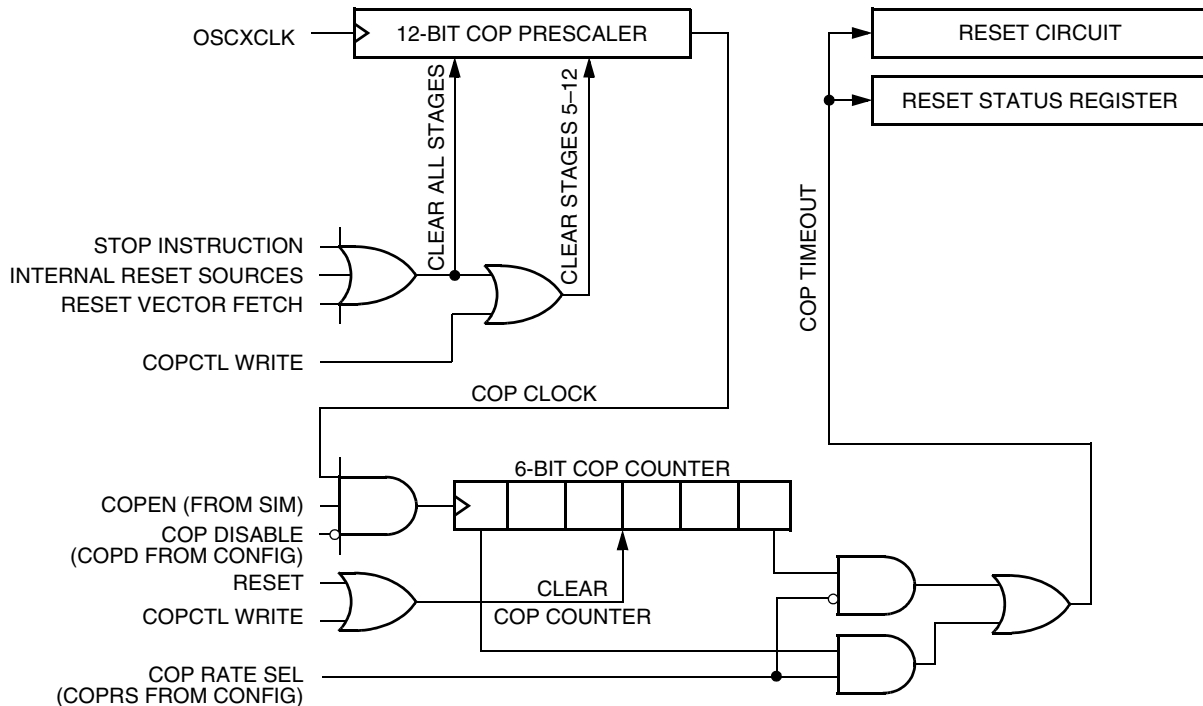 OSCXCLK
12-BIT COP PRESCALER
RESET CIRCUIT
RESET STATUS REGISTER
CLEAR ALL STAGES
CLEAR STAGES 5–12
COP TIMEOUT
STOP INSTRUCTION
INTERNAL RESET SOURCES
RESET VECTOR FETCH
COPCTL WRITE
COP CLOCK
6-BIT COP COUNTER
COPEN (FROM SIM)
COP DISABLE
(COPD FROM CONFIG)
RESET
COPCTL WRITE
CLEAR
COP COUNTER
COP RATE SEL
(COPRS FROM CONFIG)